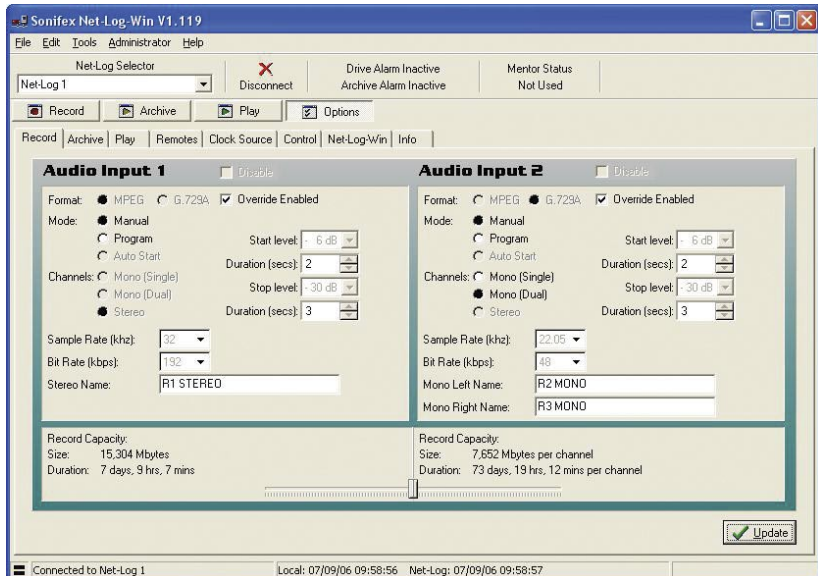 Sonifex Net-Log-Win V1.119
File Edit Tools Administrator Help
Net-Log Selector
Net-Log 1
Disconnect
Drive Alarm Inactive
Archive Alarm Inactive
Mentor Status
Not Used
Record Archive Play Options
Record Archive Play Remotes Clock Source Control Net-Log-Win Info
Audio Input 1 Disable
Format: MPEG G.729A Override Enabled
Mode: Manual
Program Start level: - 6 dB
Auto Start Duration (secs): 2
Channels: Mono (Single) Stop level: - 30 dB
Mono (Dual) Duration (secs): 3
Stereo
Sample Rate (khz): 32
Bit Rate (kbps): 192
Stereo Name: R1 STEREO
Audio Input 2 Disable
Format: MPEG G.729A Override Enabled
Mode: Manual
Program Start level: - 6 dB
Auto Start Duration (secs): 2
Channels: Mono (Single) Stop level: - 30 dB
Mono (Dual) Duration (secs): 3
Stereo
Sample Rate (khz): 22.05
Bit Rate (kbps): 48
Mono Left Name: R2 MONO
Mono Right Name: R3 MONO
Record Capacity:
Size: 15,304 Mbytes
Duration: 7 days, 9 hrs, 7 mins
Record Capacity:
Size: 7,652 Mbytes per channel
Duration: 73 days, 19 hrs, 12 mins per channel
Update
Connected to Net-Log 1 Local: 07/09/06 09:58:56 Net-Log: 07/09/06 09:58:57